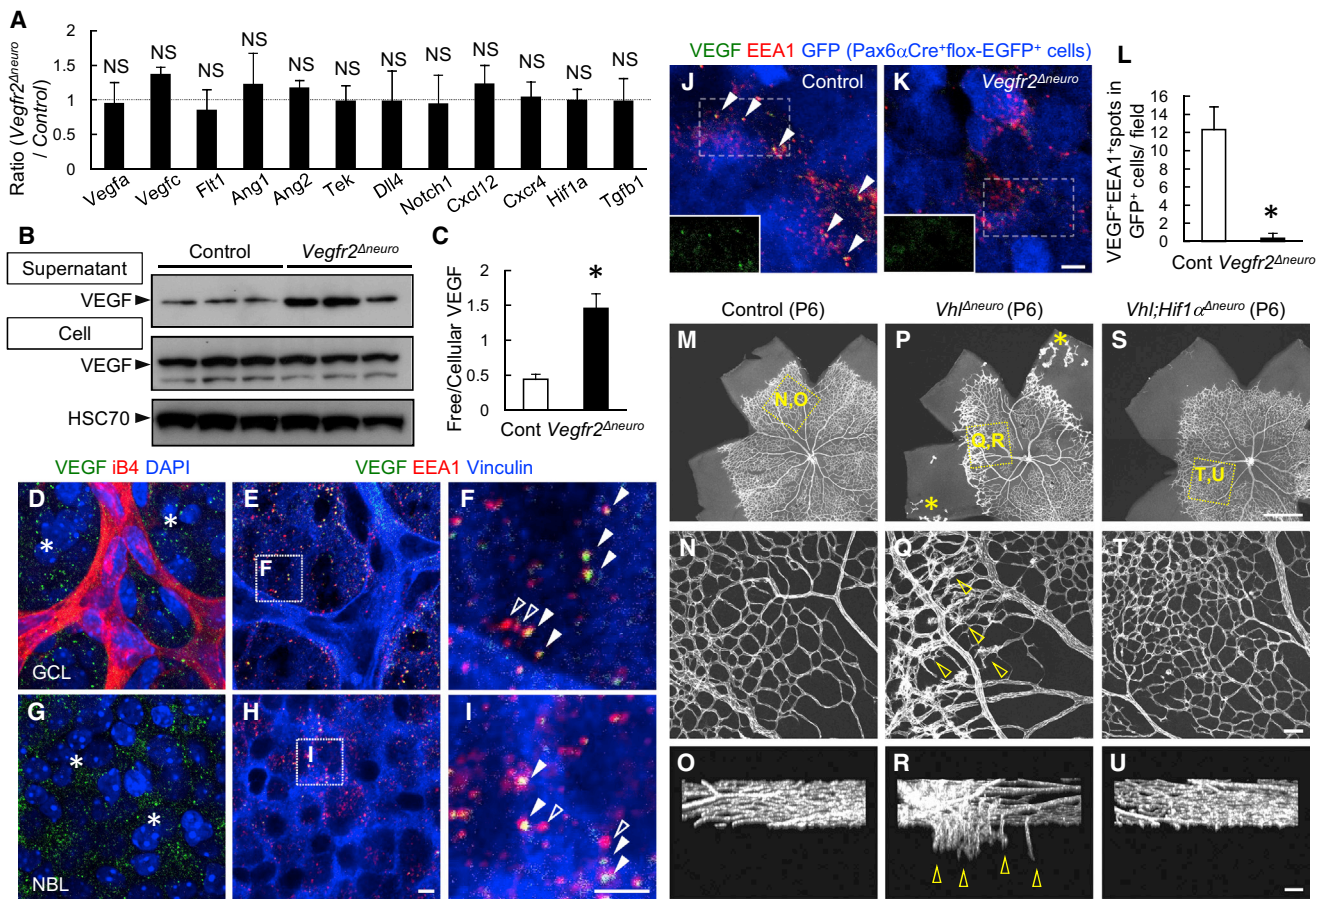 A
Ratio (Vegfr2Δneuro / Control)
2
1.5
1
0.5
0
NS NS NS NS NS NS NS NS NS NS NS NS
Vegfa Vegfc Flt1 Ang1 Ang2 Tek Dll4 Notch1 Cxcl12 Cxcr4 Hif1a Tgfb1
B
Control Vegfr2Δneuro
Supernatant
VEGF
Cell
VEGF
HSC70
C
Free/Cellular VEGF
2
1.5
1
0.5
0
*
Cont Vegfr2Δneuro
VEGF iB4 DAPI
VEGF EEA1 Vinculin
D
*
*
GCL
E
F
F
G
*
*
NBL
H
I
I
VEGF EEA1 GFP (Pax6αCre+flox-EGFP+ cells)
J Control
K Vegfr2Δneuro
L
VEGF+EEA1+spots in GFP+ cells/ field
16
14
12
10
8
6
4
2
0
*
Cont Vegfr2Δneuro
Control (P6)
VhlΔneuro (P6)
Vhl;Hif1αΔneuro (P6)
M
N,O
P
*
Q,R
*
S
T,U
N
Q
T
O
R
U